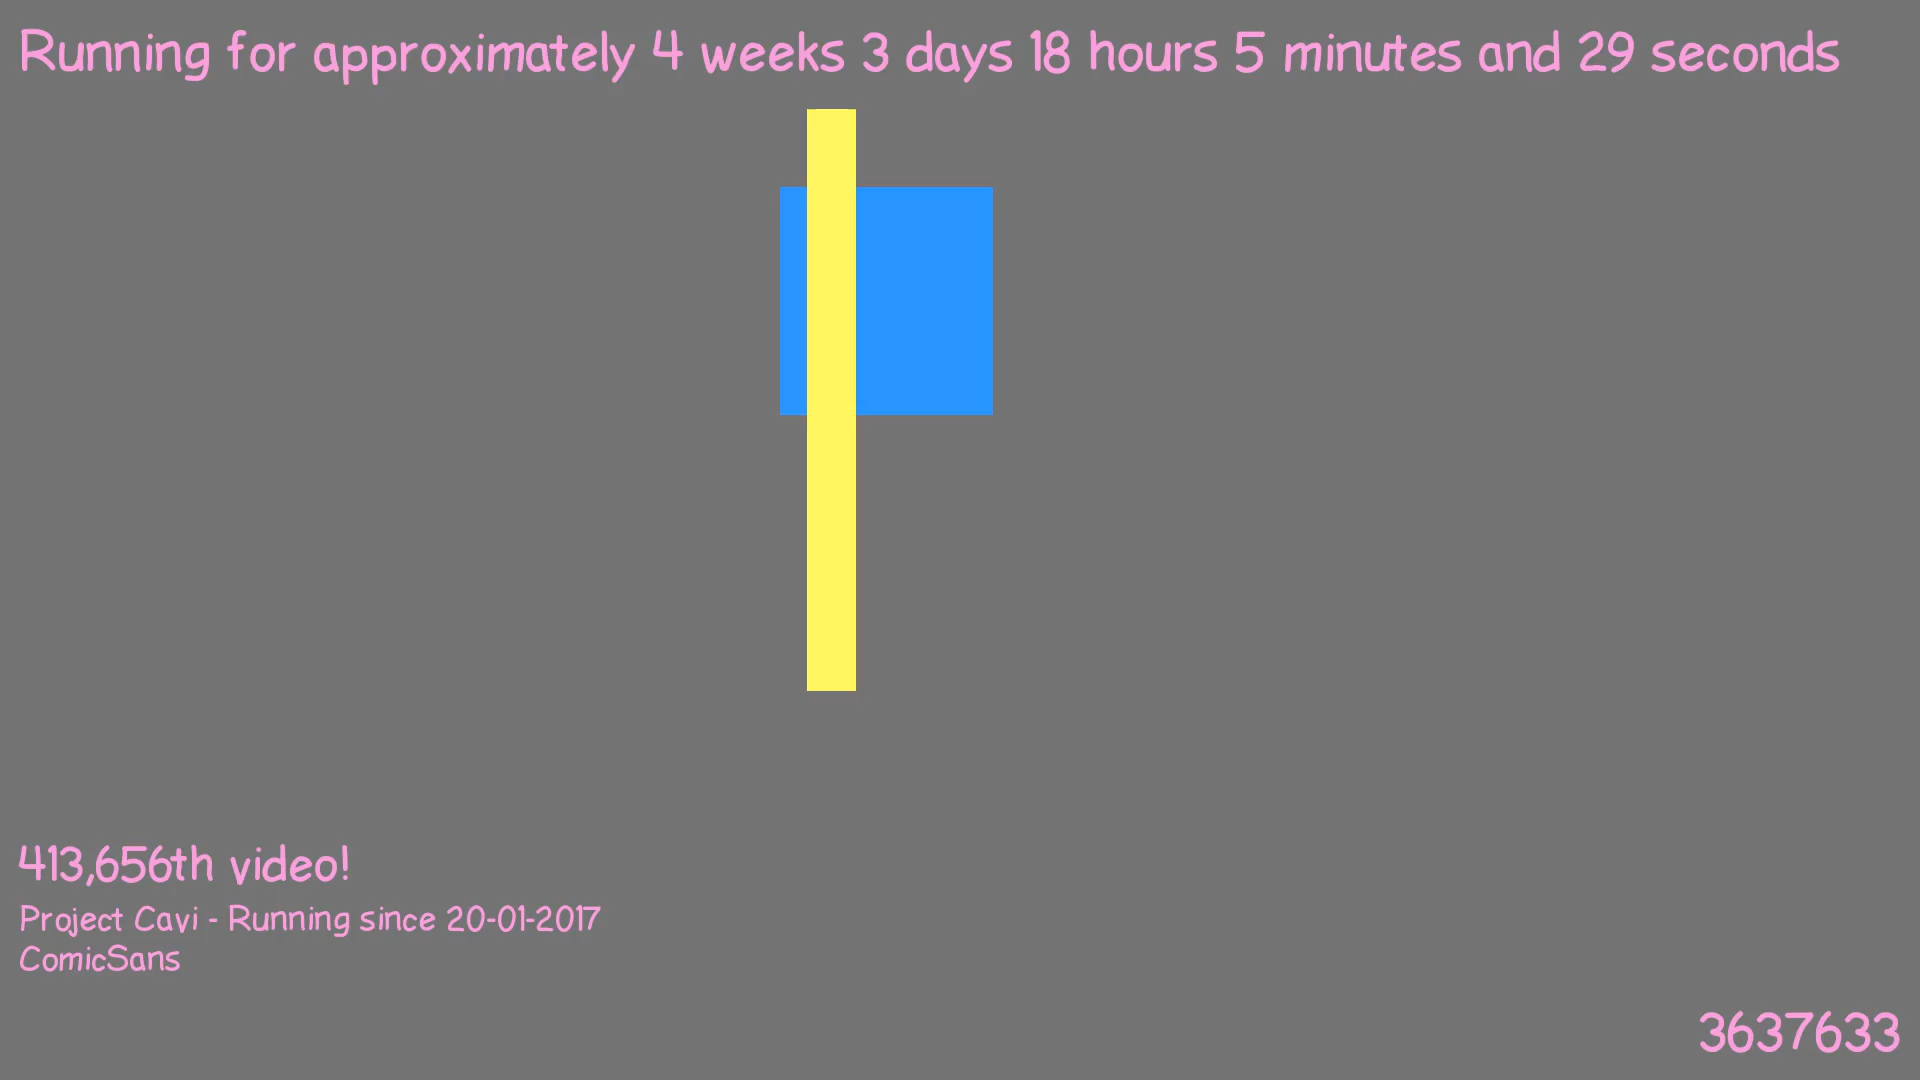 Running for approximately 4 weeks 3 days 18 hours 5 minutes and 29 seconds
413,656th video!
Project Cavi - Running since 20-01-2017
ComicSans
3637633